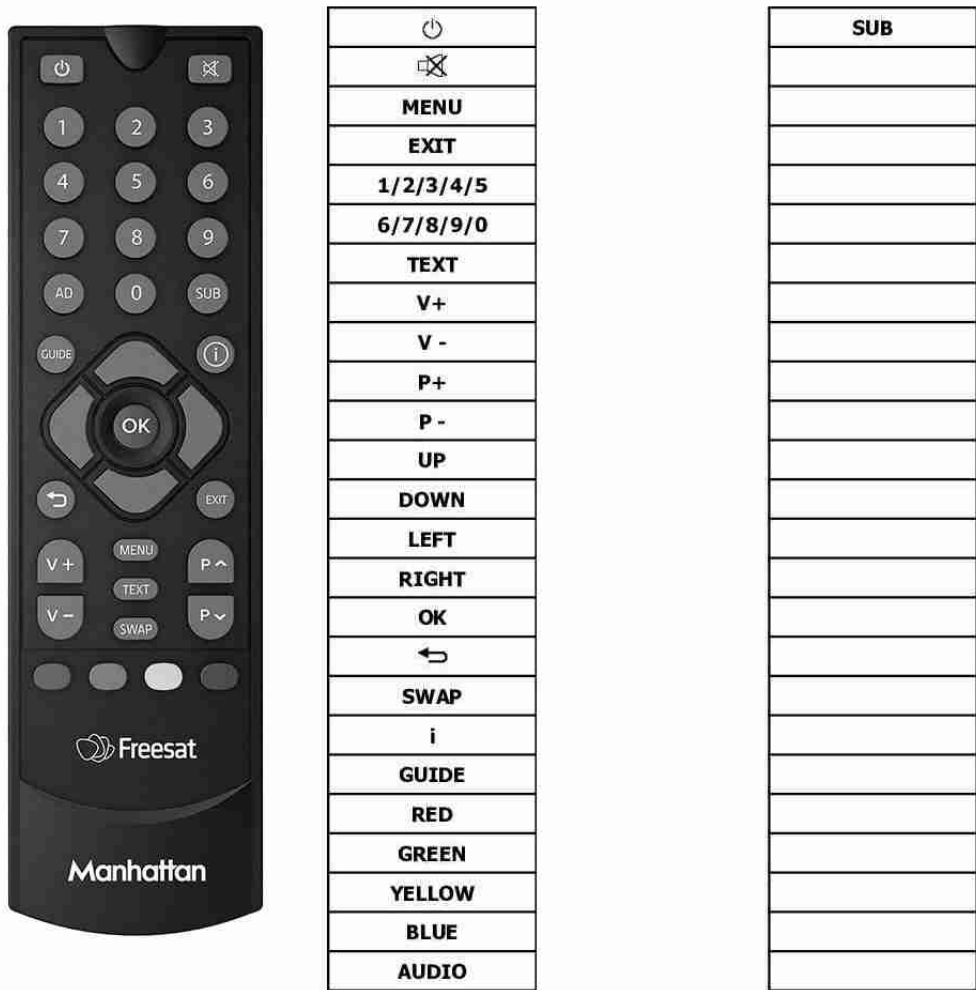 1 2 3
4 5 6
7 8 9
AD 0 SUB
GUIDE i
OK
EXIT
V + MENU P
TEXT
V - SWAP P
Freesat
Manhattan
MENU
EXIT
1/2/3/4/5
6/7/8/9/0
TEXT
V+
V -
P+
P -
UP
DOWN
LEFT
RIGHT
OK
SWAP
i
GUIDE
RED
GREEN
YELLOW
BLUE
AUDIO
SUB